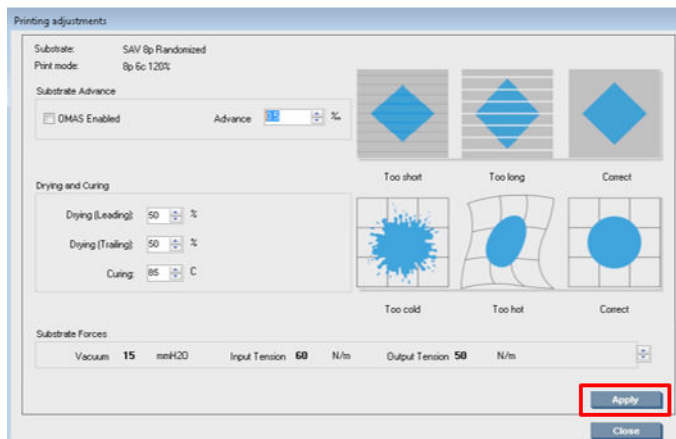 Printing adjustments
Substrate: SAV 8p Randomized
Print mode: 8p 6c 120%
Substrate Advance
OMAS Enabled Advance 0.5 ‰
Too short Too long Correct
Drying and Curing
Drying (Leading): 50 %
Drying (Trailing): 50 %
Curing: 85 C
Too cold Too hot Correct
Substrate Forces
Vacuum 15 mmH2O Input Tension 60 N/m Output Tension 50 N/m
Apply
Close